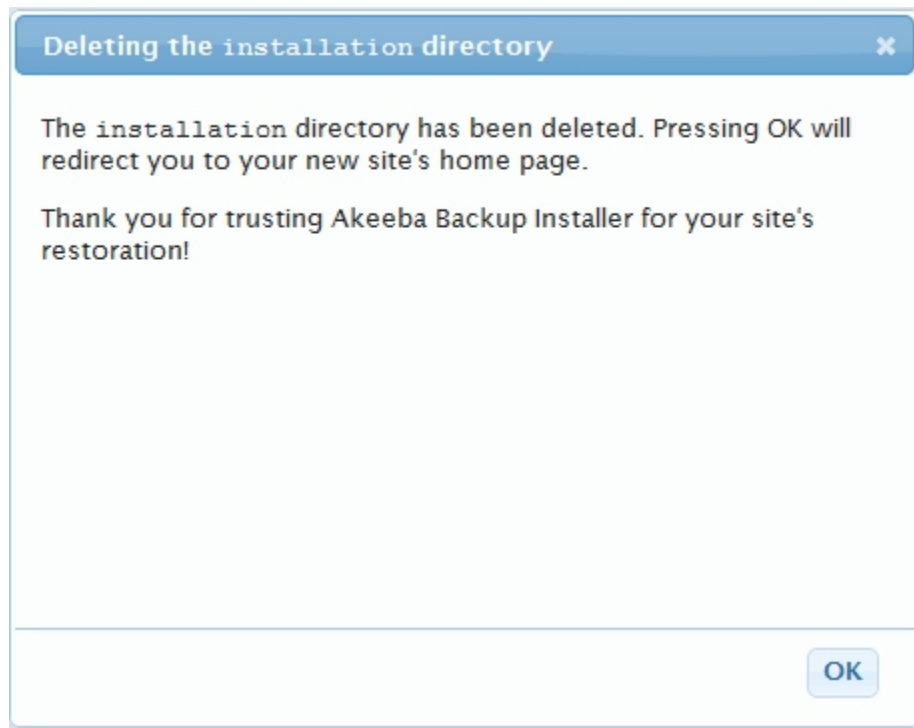 Deleting the installation directory
The installation directory has been deleted. Pressing OK will
redirect you to your new site's home page.
Thank you for trusting Akeeba Backup Installer for your site's
restoration!
OK